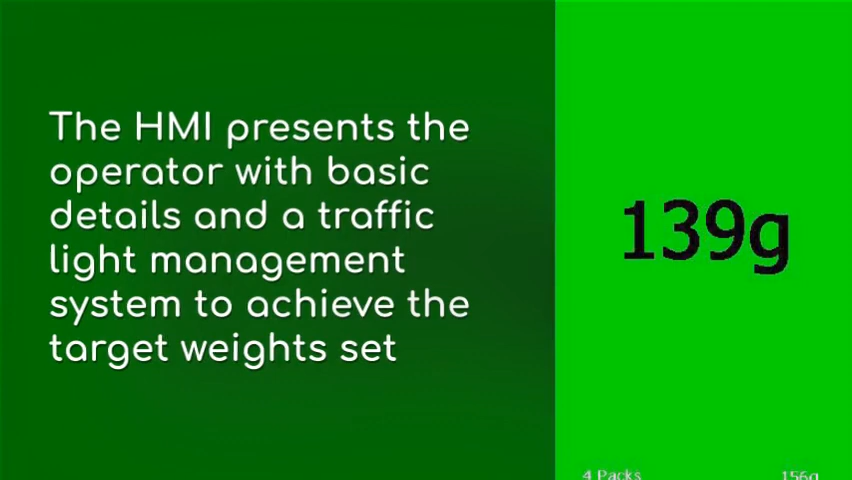 The HMI presents the
operator with basic
details and a traffic
light management
system to achieve the
target weights set
139g
4 Packs 156g